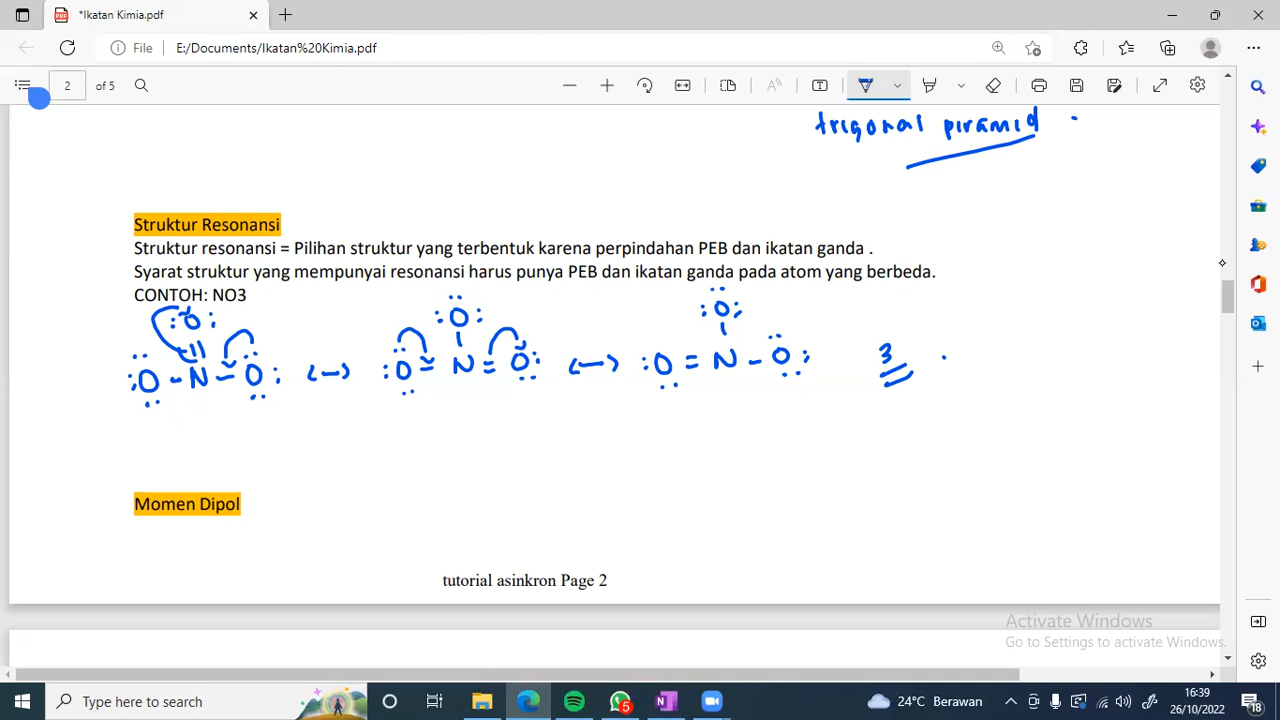 *Ikatan Kimia.pdf
File E:/Documents/Ikatan%20Kimia.pdf
2 of 5
trigonal piramid
Struktur Resonansi
Struktur resonansi = Pilihan struktur yang terbentuk karena perpindahan PEB dan ikatan ganda .
Syarat struktur yang mempunyai resonansi harus punya PEB dan ikatan ganda pada atom yang berbeda.
CONTOH: NO3
O O O
O - N - O ↔ O = N = O ↔ O = N - O 3
Momen Dipol
tutorial asinkron Page 2
Activate Windows
Go to Settings to activate Windows.
Type here to search
5
24°C Berawan
16:39
26/10/2022
18